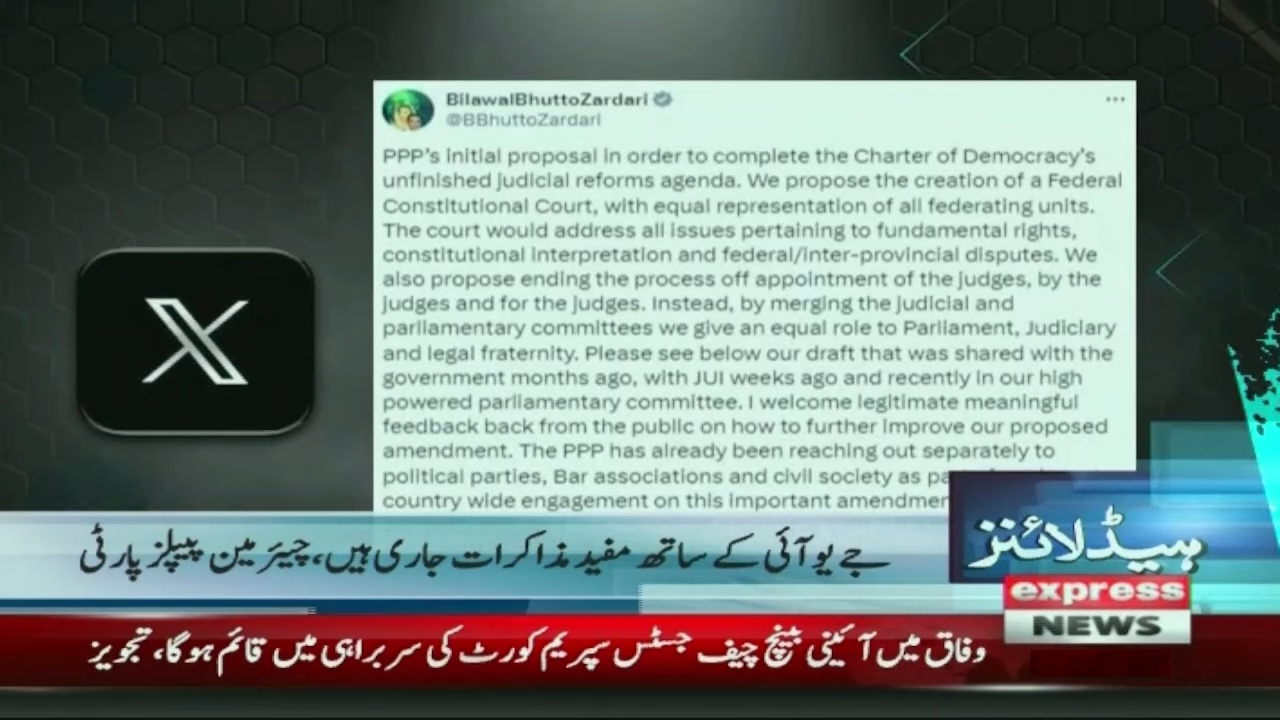 BilawalBhuttoZardari
@BBhuttoZardari
PPP's initial proposal in order to complete the Charter of Democracy's
unfinished judicial reforms agenda. We propose the creation of a Federal
Constitutional Court, with equal representation of all federating units.
The court would address all issues pertaining to fundamental rights,
constitutional interpretation and federal/inter-provincial disputes. We
also propose ending the process off appointment of the judges, by the
judges and for the judges. Instead, by merging the judicial and
parliamentary committees we give an equal role to Parliament, Judiciary
and legal fraternity. Please see below our draft that was shared with the
government months ago, with JUI weeks ago and recently in our high
powered parliamentary committee. I welcome legitimate meaningful
feedback back from the public on how to further improve our proposed
amendment. The PPP has already been reaching out separately to
political parties, Bar associations and civil society as
country wide engagement on this important
جے یو آئی کے ساتھ مفید مذاکرات جاری ہیں، چیئرمین پیپلز پارٹی
ہیڈلائنز
express
NEWS
وفاق میں آئینی بینچ چیف جسٹس سپریم کورٹ کی سربراہی میں قائم ہوگا، تجویز